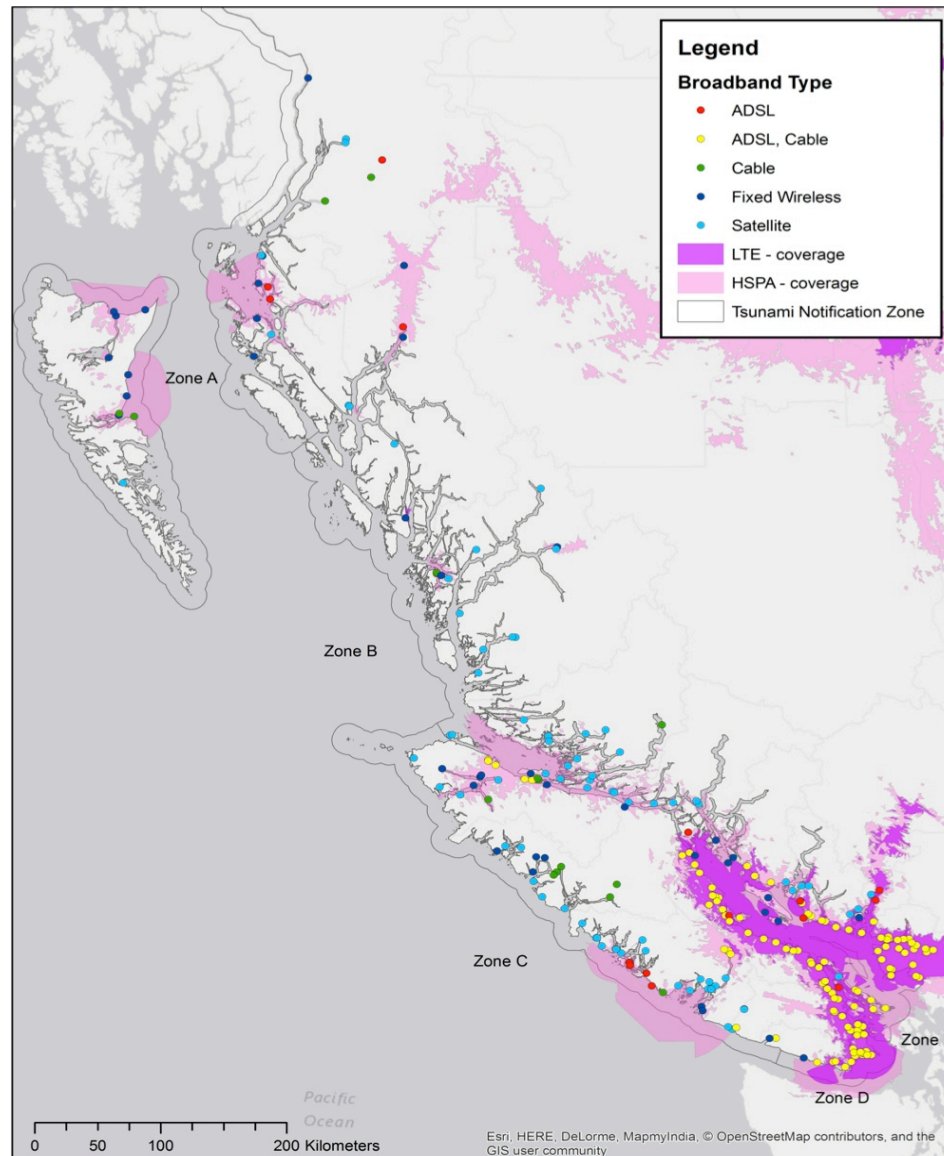 Legend
Broadband Type
ADSL
ADSL, Cable
Cable
Fixed Wireless
Satellite
LTE - coverage
HSPA - coverage
Tsunami Notification Zone
Zone A
Zone B
Zone C
Zone
Zone D
Pacific
Ocean
0 50 100 200 Kilometers
Esri, HERE, DeLorme, MapmyIndia, © OpenStreetMap contributors, and the
GIS user community